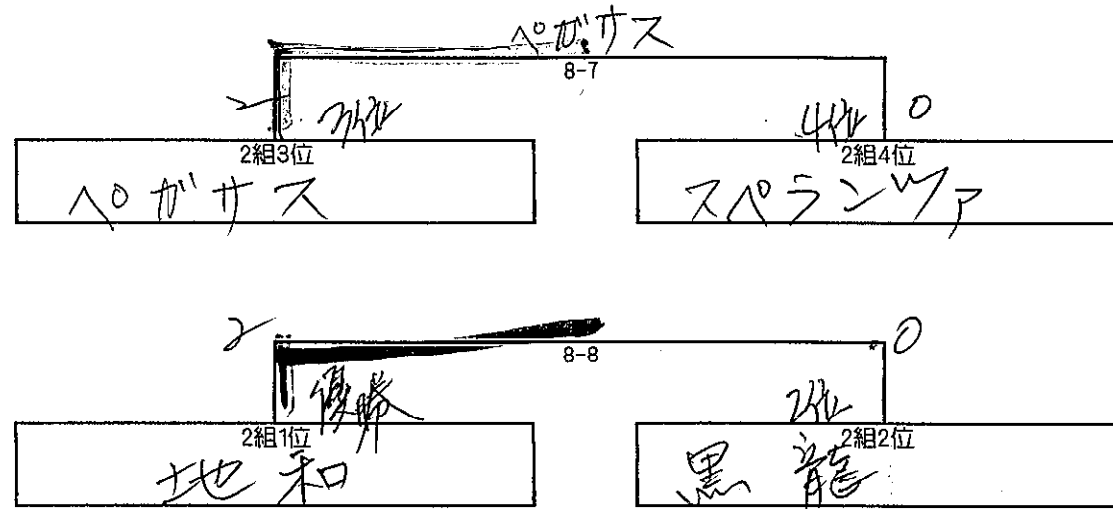 ペガサス
8-7
2 3位 4位 0
2組3位 2組4位
ペガサス スペランツァ
2 0
8-8
優勝 2位
2組1位 2組2位
地和 黒龍